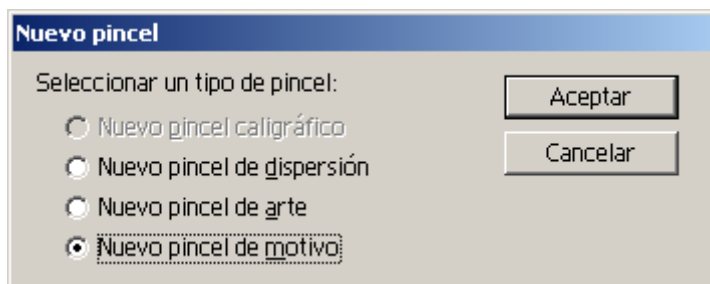 Nuevo pincel
Seleccionar un tipo de pincel:
Nuevo pincel caligráfico
Nuevo pincel de dispersión
Nuevo pincel de arte
Nuevo pincel de motivo
Aceptar
Cancelar